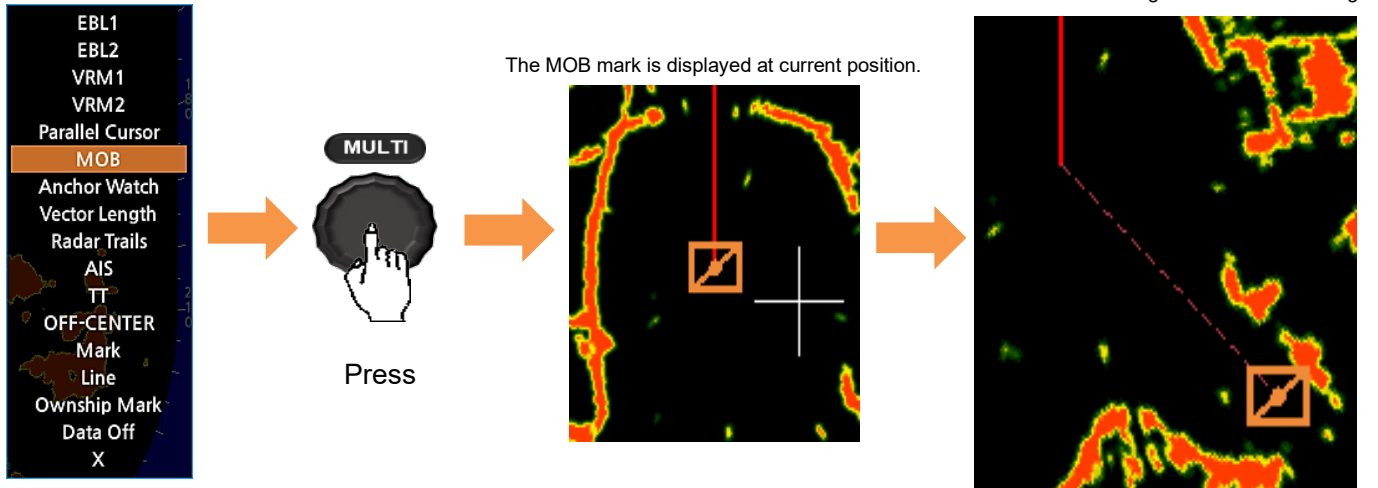 EBL1
EBL2
VRM1
VRM2
Parallel Cursor
MOB
Anchor Watch
Vector Length
Radar Trails
AIS
TT
OFF-CENTER
Mark
Line
Ownship Mark
Data Off
X
MULTI
Press
The MOB mark is displayed at current position.